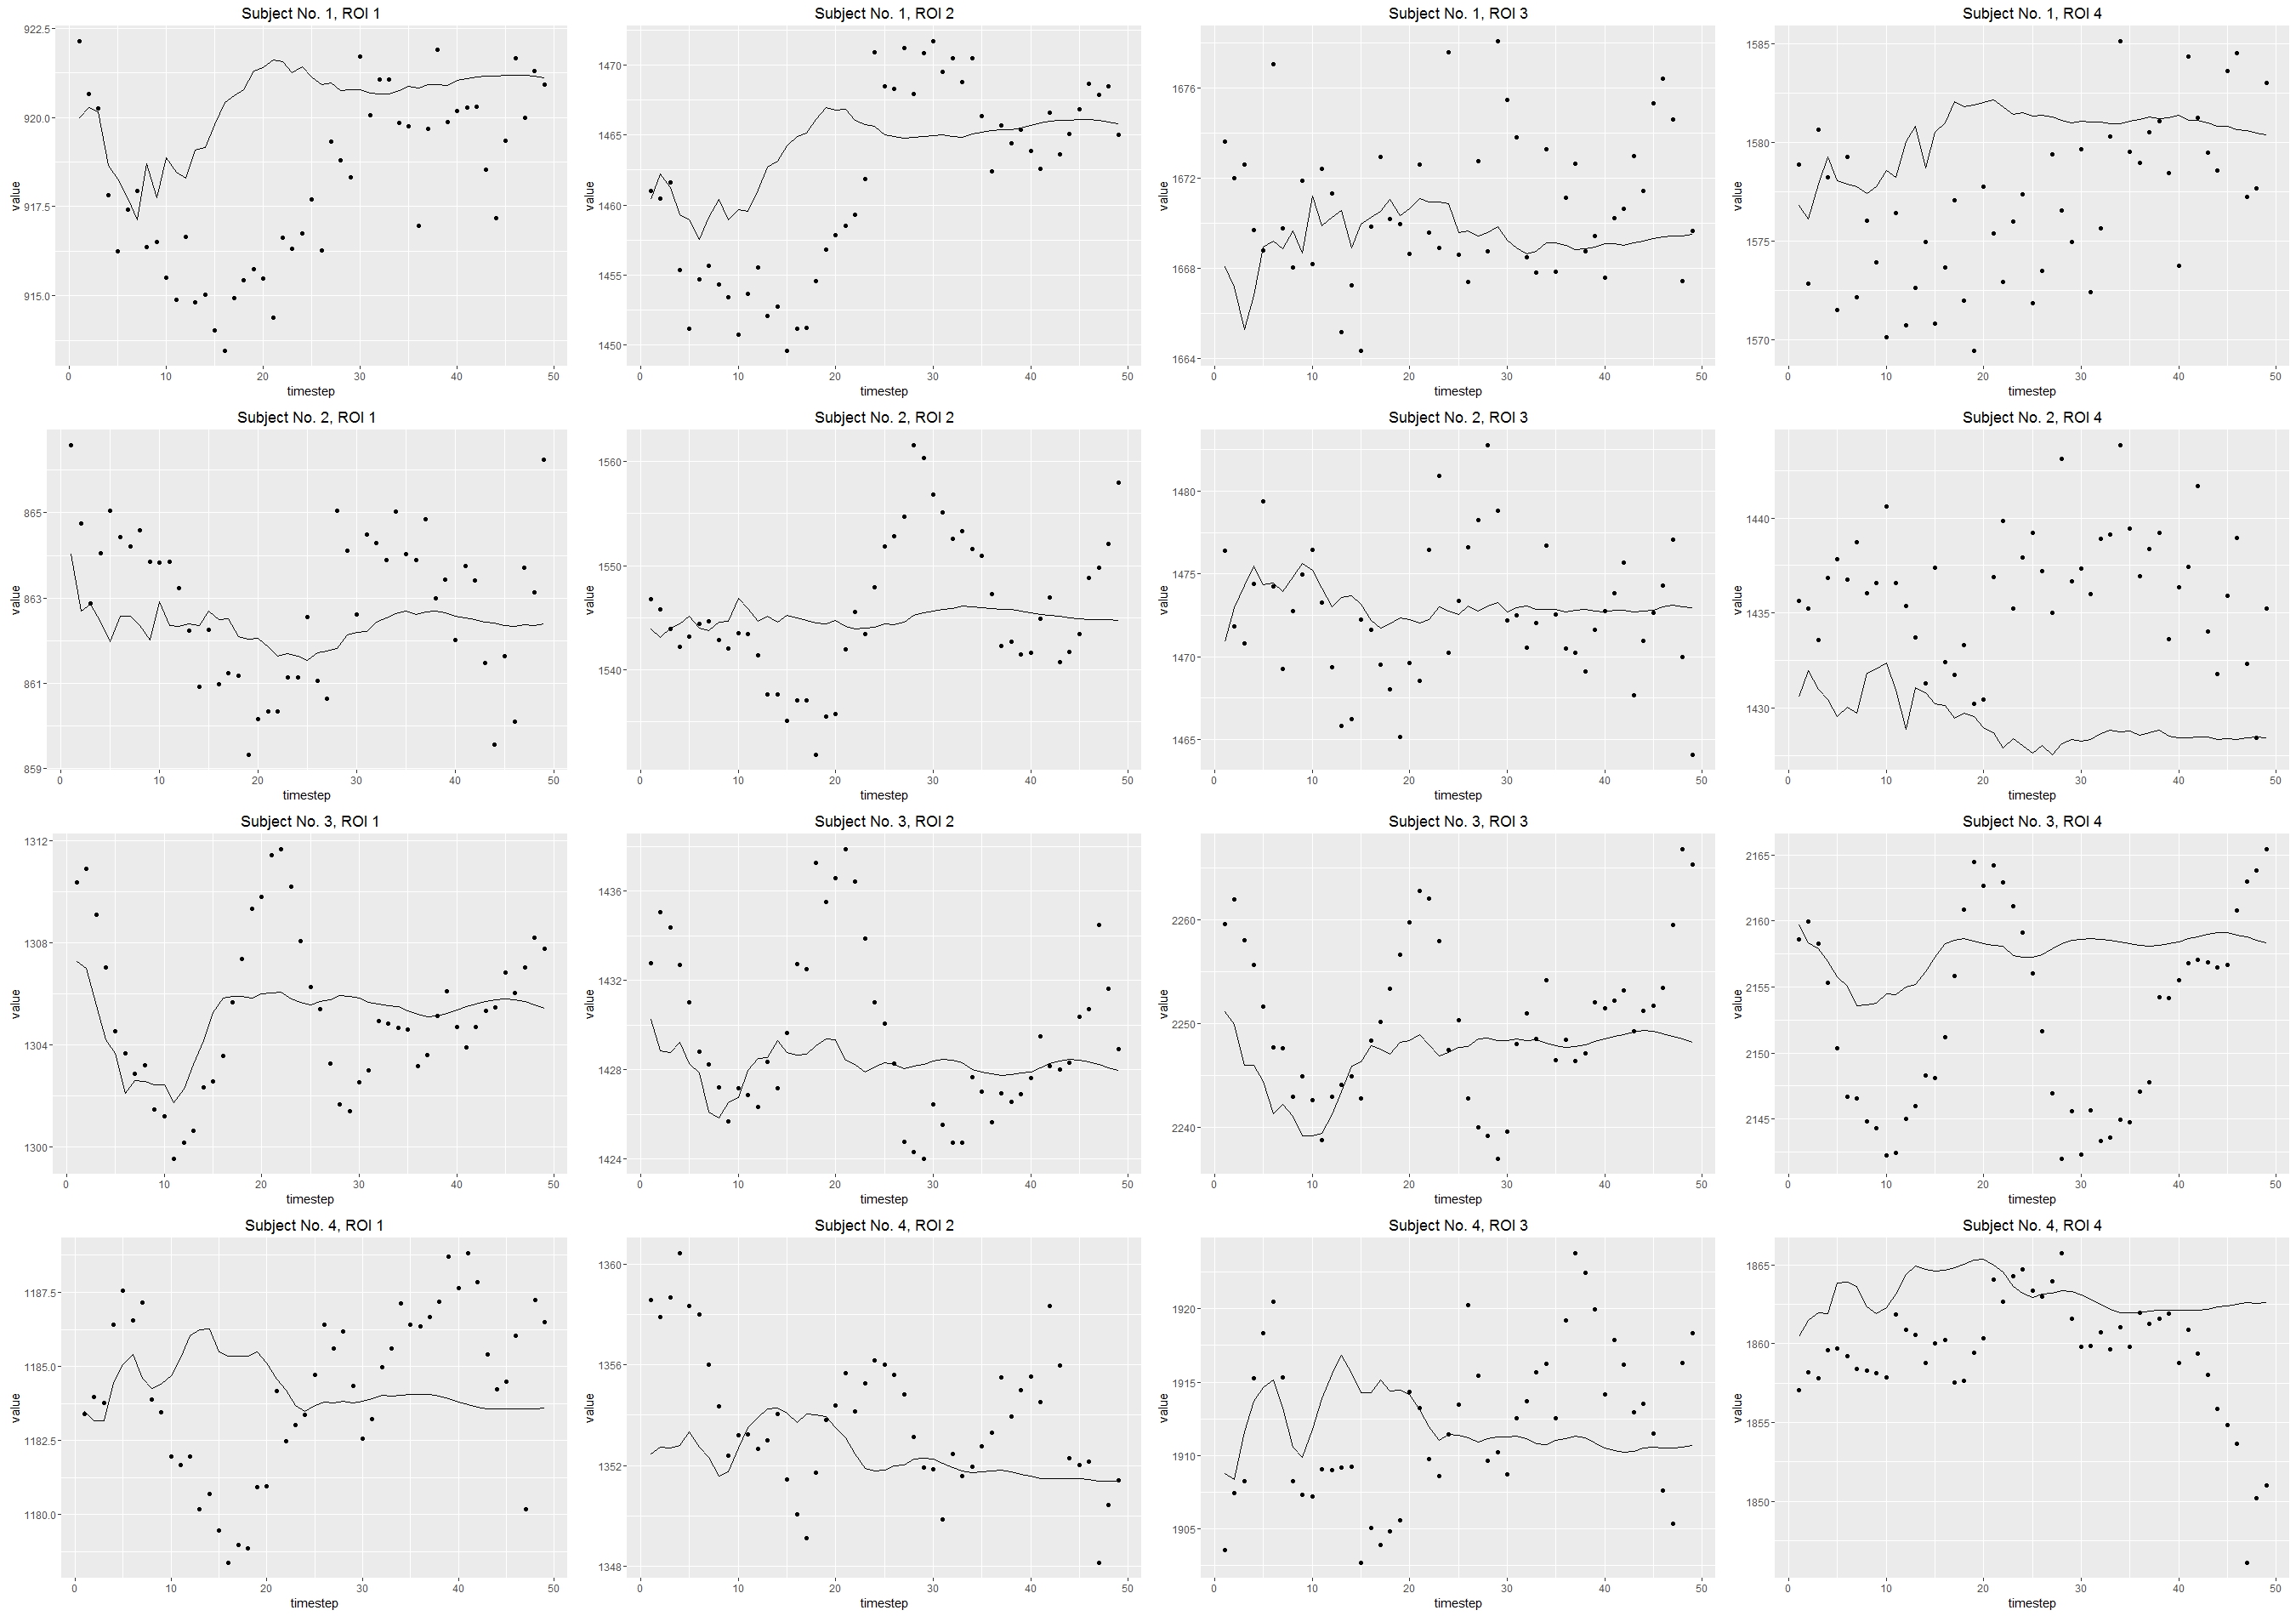 Subject No. 1, ROI 1
922.5
920.0
917.5
915.0
value
0 10 20 30 40 50
timestep
Subject No. 1, ROI 2
1470
1465
1460
1455
1450
value
0 10 20 30 40 50
timestep
Subject No. 1, ROI 3
1676
1672
1668
1664
value
0 10 20 30 40 50
timestep
Subject No. 1, ROI 4
1585
1580
1575
1570
value
0 10 20 30 40 50
timestep
Subject No. 2, ROI 1
865
863
861
859
value
0 10 20 30 40 50
timestep
Subject No. 2, ROI 2
1560
1550
1540
value
0 10 20 30 40 50
timestep
Subject No. 2, ROI 3
1480
1475
1470
1465
value
0 10 20 30 40 50
timestep
Subject No. 2, ROI 4
1440
1435
1430
value
0 10 20 30 40 50
timestep
Subject No. 3, ROI 1
1312
1308
1304
1300
value
0 10 20 30 40 50
timestep
Subject No. 3, ROI 2
1436
1432
1428
1424
value
0 10 20 30 40 50
timestep
Subject No. 3, ROI 3
2260
2250
2240
value
0 10 20 30 40 50
timestep
Subject No. 3, ROI 4
2165
2160
2155
2150
2145
value
0 10 20 30 40 50
timestep
Subject No. 4, ROI 1
1187.5
1185.0
1182.5
1180.0
value
0 10 20 30 40 50
timestep
Subject No. 4, ROI 2
1360
1356
1352
1348
value
0 10 20 30 40 50
timestep
Subject No. 4, ROI 3
1920
1915
1910
1905
value
0 10 20 30 40 50
timestep
Subject No. 4, ROI 4
1865
1860
1855
1850
value
0 10 20 30 40 50
timestep